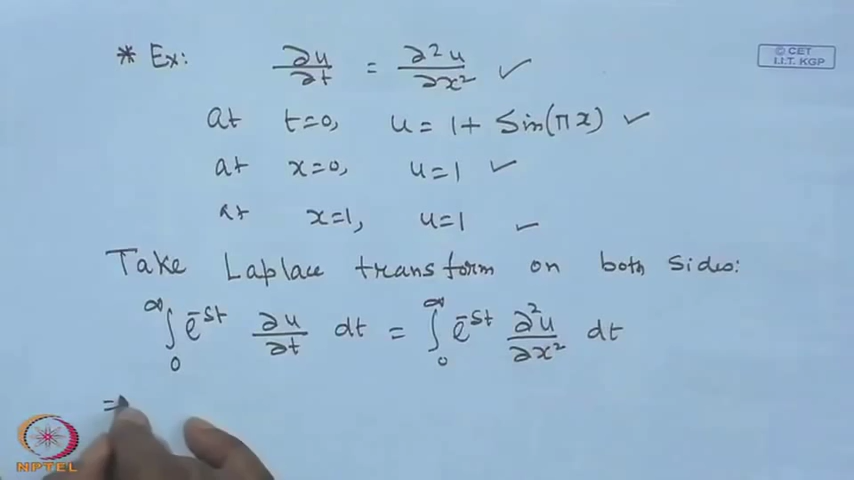 * Ex: ∂u/∂t = ∂²u/∂x² ✓
© CET
I.I.T. KGP
at t=0, u = 1+ Sin(πx) ✓
at x=0, u=1 ✓
at x=1, u=1 ✓
Take Laplace transform on both sides:
∫₀^∞ e^-st ∂u/∂t dt = ∫₀^∞ e^-st ∂²u/∂x² dt
=
NPTEL